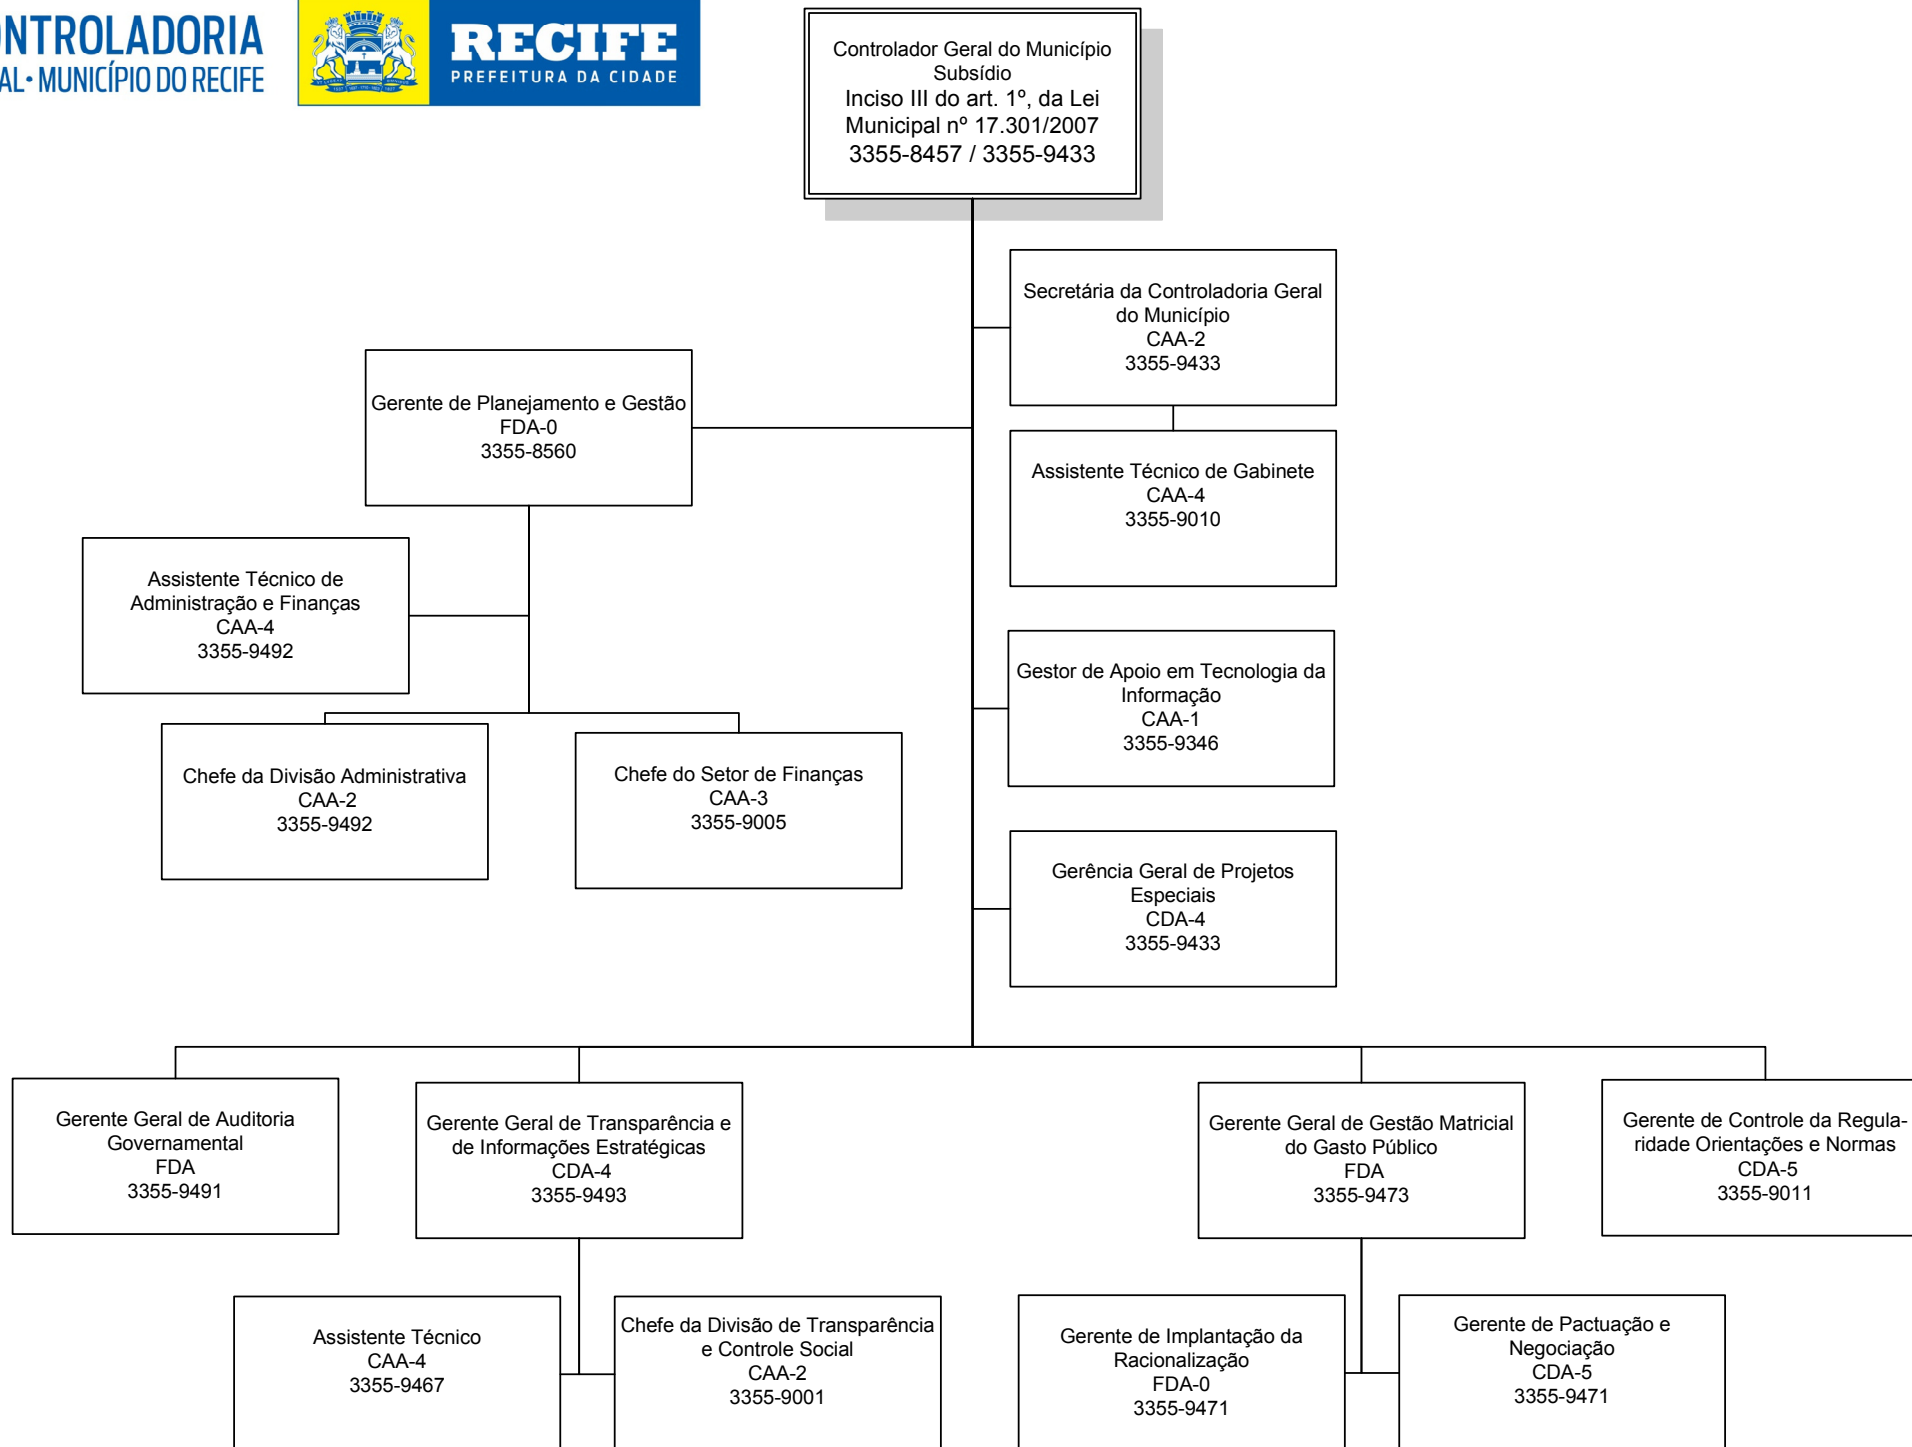 AL • MUNICÍPIO DO RECIFE
RECIFE
PREFEITURA DA CIDADE
Controlador Geral do Município
Subsídio
Inciso III do art. 1º, da Lei
Municipal nº 17.301/2007
3355-8457 / 3355-9433
Secretária da Controladoria Geral
do Município
CAA-2
3355-9433
Gerente de Planejamento e Gestão
FDA-0
3355-8560
Assistente Técnico de Gabinete
CAA-4
3355-9010
Assistente Técnico de
Administração e Finanças
CAA-4
3355-9492
Gestor de Apoio em Tecnologia da
Informação
CAA-1
3355-9346
Chefe da Divisão Administrativa
CAA-2
3355-9492
Chefe do Setor de Finanças
CAA-3
3355-9005
Gerência Geral de Projetos
Especiais
CDA-4
3355-9433
Gerente Geral de Auditoria
Governamental
FDA
3355-9491
Gerente Geral de Transparência e
de Informações Estratégicas
CDA-4
3355-9493
Gerente Geral de Gestão Matricial
do Gasto Público
FDA
3355-9473
Gerente de Controle da Regula-
ridade Orientações e Normas
CDA-5
3355-9011
Assistente Técnico
CAA-4
3355-9467
Chefe da Divisão de Transparência
e Controle Social
CAA-2
3355-9001
Gerente de Implantação da
Racionalização
FDA-0
3355-9471
Gerente de Pactuação e
Negociação
CDA-5
3355-9471